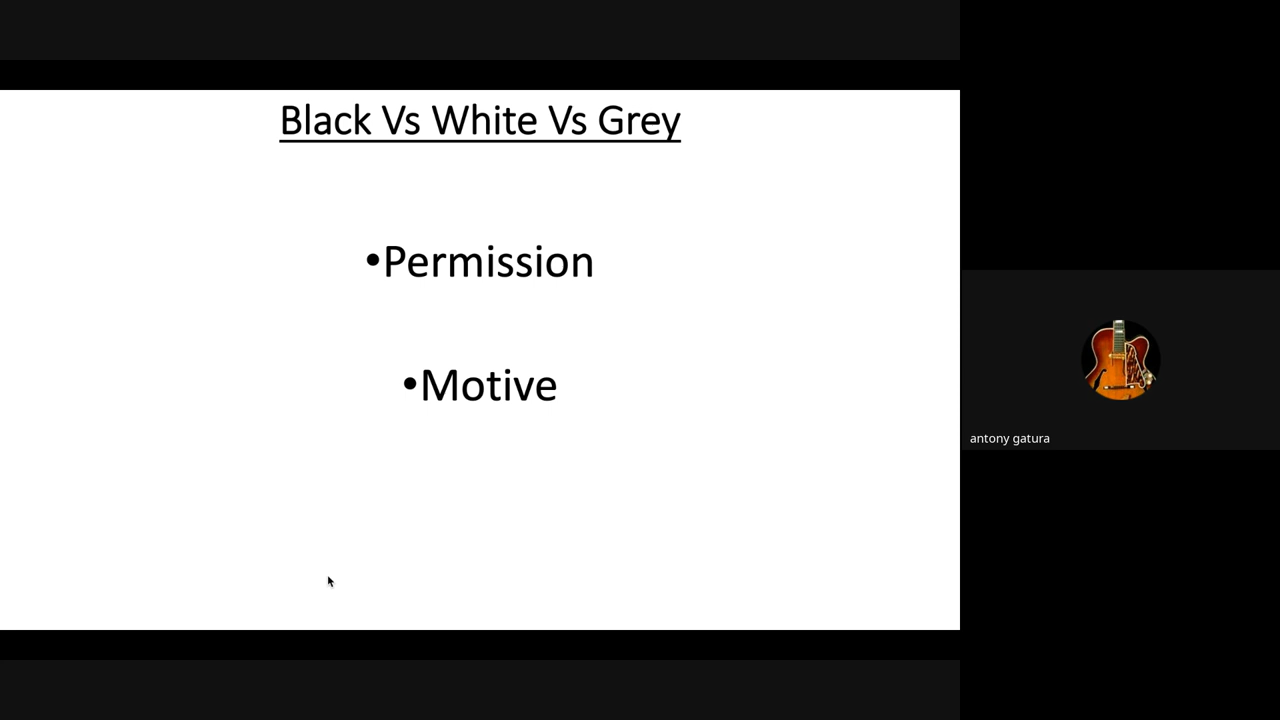 Black Vs White Vs Grey
•Permission
•Motive
antony gatura